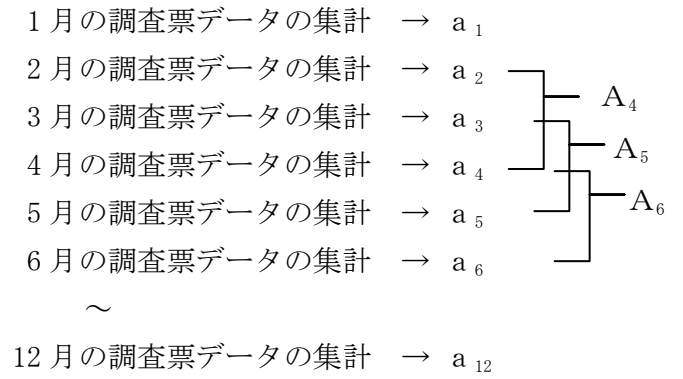 1月の調査票データの集計 → a₁
2月の調査票データの集計 → a₂
A₄
3月の調査票データの集計 → a₃
A₅
4月の調査票データの集計 → a₄
A₆
5月の調査票データの集計 → a₅
6月の調査票データの集計 → a₆
～
12月の調査票データの集計 → a₁₂